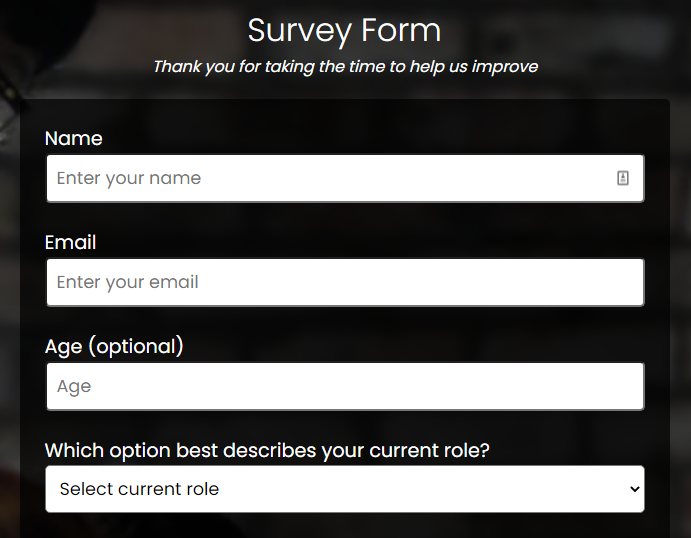 Survey Form
Thank you for taking the time to help us improve
Name
Enter your name
Email
Enter your email
Age (optional)
Age
Which option best describes your current role?
Select current role